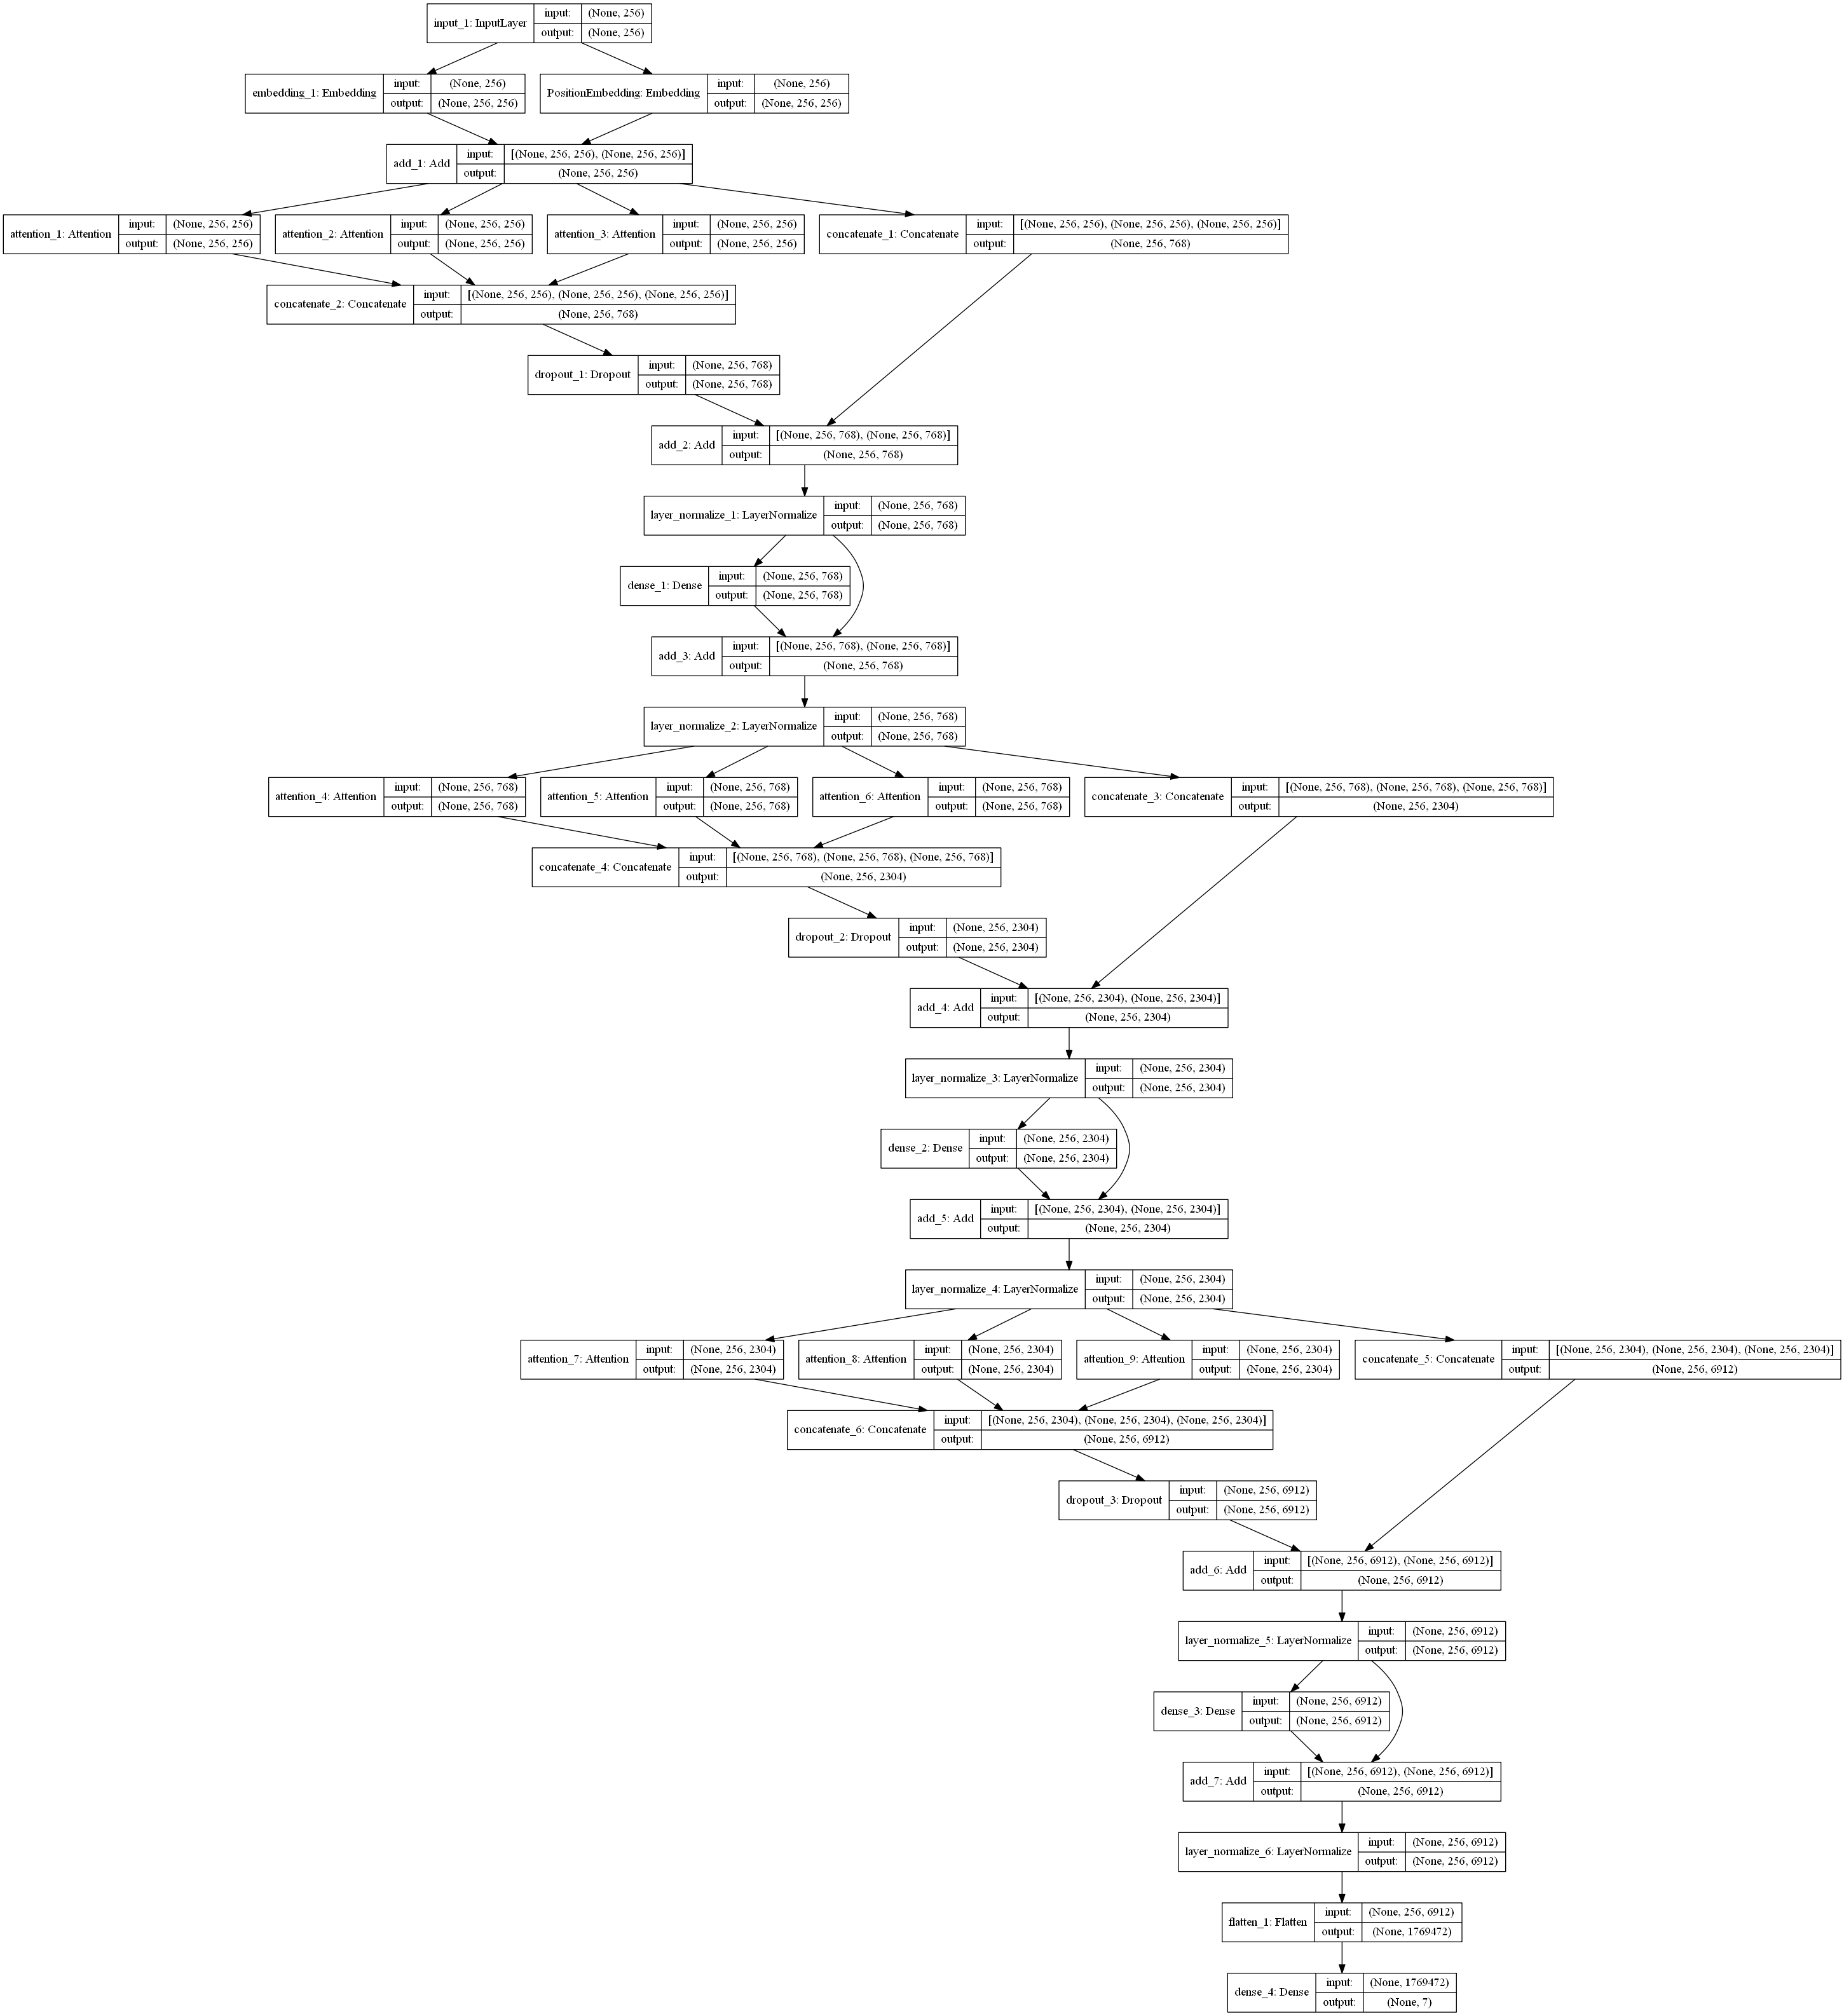 input_1: InputLayer input: (None, 256)
output: (None, 256)
embedding_1: Embedding input: (None, 256)
output: (None, 256, 256)
PositionEmbedding: Embedding input: (None, 256)
output: (None, 256, 256)
add_1: Add input: [(None, 256, 256), (None, 256, 256)]
output: (None, 256, 256)
attention_1: Attention input: (None, 256, 256)
output: (None, 256, 256)
attention_2: Attention input: (None, 256, 256)
output: (None, 256, 256)
attention_3: Attention input: (None, 256, 256)
output: (None, 256, 256)
concatenate_1: Concatenate input: [(None, 256, 256), (None, 256, 256), (None, 256, 256)]
output: (None, 256, 768)
concatenate_2: Concatenate input: [(None, 256, 256), (None, 256, 256), (None, 256, 256)]
output: (None, 256, 768)
dropout_1: Dropout input: (None, 256, 768)
output: (None, 256, 768)
add_2: Add input: [(None, 256, 768), (None, 256, 768)]
output: (None, 256, 768)
layer_normalize_1: LayerNormalize input: (None, 256, 768)
output: (None, 256, 768)
dense_1: Dense input: (None, 256, 768)
output: (None, 256, 768)
add_3: Add input: [(None, 256, 768), (None, 256, 768)]
output: (None, 256, 768)
layer_normalize_2: LayerNormalize input: (None, 256, 768)
output: (None, 256, 768)
attention_4: Attention input: (None, 256, 768)
output: (None, 256, 768)
attention_5: Attention input: (None, 256, 768)
output: (None, 256, 768)
attention_6: Attention input: (None, 256, 768)
output: (None, 256, 768)
concatenate_3: Concatenate input: [(None, 256, 768), (None, 256, 768), (None, 256, 768)]
output: (None, 256, 2304)
concatenate_4: Concatenate input: [(None, 256, 768), (None, 256, 768), (None, 256, 768)]
output: (None, 256, 2304)
dropout_2: Dropout input: (None, 256, 2304)
output: (None, 256, 2304)
add_4: Add input: [(None, 256, 2304), (None, 256, 2304)]
output: (None, 256, 2304)
layer_normalize_3: LayerNormalize input: (None, 256, 2304)
output: (None, 256, 2304)
dense_2: Dense input: (None, 256, 2304)
output: (None, 256, 2304)
add_5: Add input: [(None, 256, 2304), (None, 256, 2304)]
output: (None, 256, 2304)
layer_normalize_4: LayerNormalize input: (None, 256, 2304)
output: (None, 256, 2304)
attention_7: Attention input: (None, 256, 2304)
output: (None, 256, 2304)
attention_8: Attention input: (None, 256, 2304)
output: (None, 256, 2304)
attention_9: Attention input: (None, 256, 2304)
output: (None, 256, 2304)
concatenate_5: Concatenate input: [(None, 256, 2304), (None, 256, 2304), (None, 256, 2304)]
output: (None, 256, 6912)
concatenate_6: Concatenate input: [(None, 256, 2304), (None, 256, 2304), (None, 256, 2304)]
output: (None, 256, 6912)
dropout_3: Dropout input: (None, 256, 6912)
output: (None, 256, 6912)
add_6: Add input: [(None, 256, 6912), (None, 256, 6912)]
output: (None, 256, 6912)
layer_normalize_5: LayerNormalize input: (None, 256, 6912)
output: (None, 256, 6912)
dense_3: Dense input: (None, 256, 6912)
output: (None, 256, 6912)
add_7: Add input: [(None, 256, 6912), (None, 256, 6912)]
output: (None, 256, 6912)
layer_normalize_6: LayerNormalize input: (None, 256, 6912)
output: (None, 256, 6912)
flatten_1: Flatten input: (None, 256, 6912)
output: (None, 1769472)
dense_4: Dense input: (None, 1769472)
output: (None, 7)